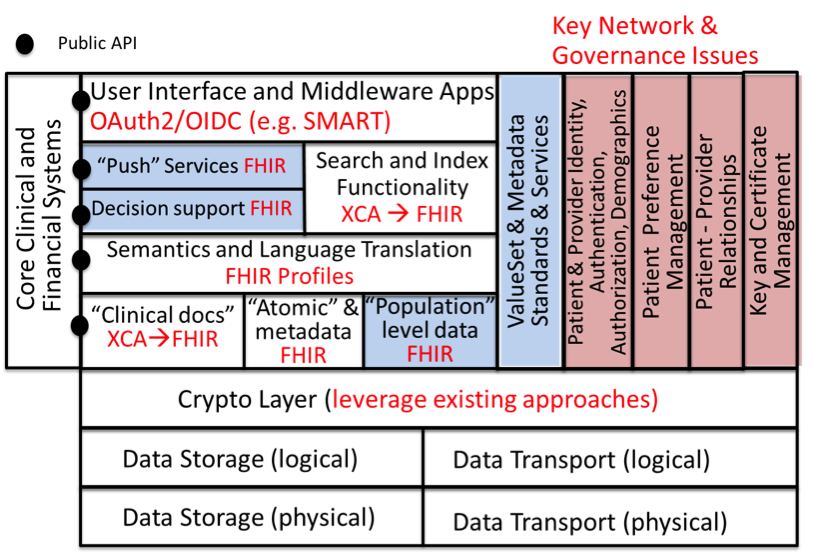 Public API
Key Network &
Governance Issues
Core Clinical and
Financial Systems
User Interface and Middleware Apps
OAuth2/OIDC (e.g. SMART)
“Push” Services FHIR
Decision support FHIR
Search and Index
Functionality
XCA → FHIR
Semantics and Language Translation
FHIR Profiles
“Clinical docs”
XCA→FHIR
“Atomic” &
metadata
FHIR
“Population”
level data
FHIR
ValueSet & Metadata
Standards & Services
Patient & Provider Identity,
Authentication,
Authorization, Demographics
Patient Preference
Management
Patient - Provider
Relationships
Key and Certificate
Management
Crypto Layer (leverage existing approaches)
Data Storage (logical)
Data Transport (logical)
Data Storage (physical)
Data Transport (physical)